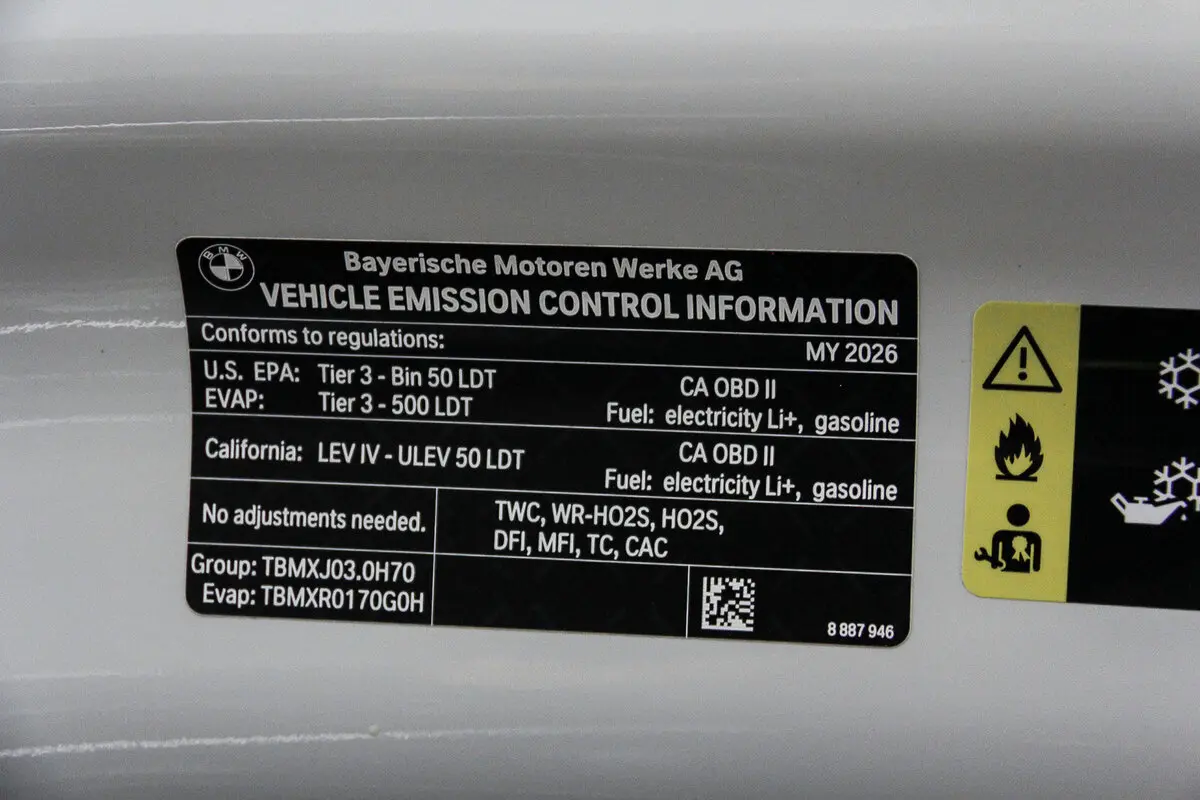 BMW
Bayerische Motoren Werke AG
VEHICLE EMISSION CONTROL INFORMATION
Conforms to regulations: MY 2026
U.S. EPA: Tier 3 - Bin 50 LDT CA OBD II
EVAP: Tier 3 - 500 LDT Fuel: electricity Li+, gasoline
California: LEV IV - ULEV 50 LDT CA OBD II
Fuel: electricity Li+, gasoline
No adjustments needed. TWC, WR-HO2S, HO2S,
DFI, MFI, TC, CAC
Group: TBMXJ03.0H70
Evap: TBMXR0170G0H
8 887 946